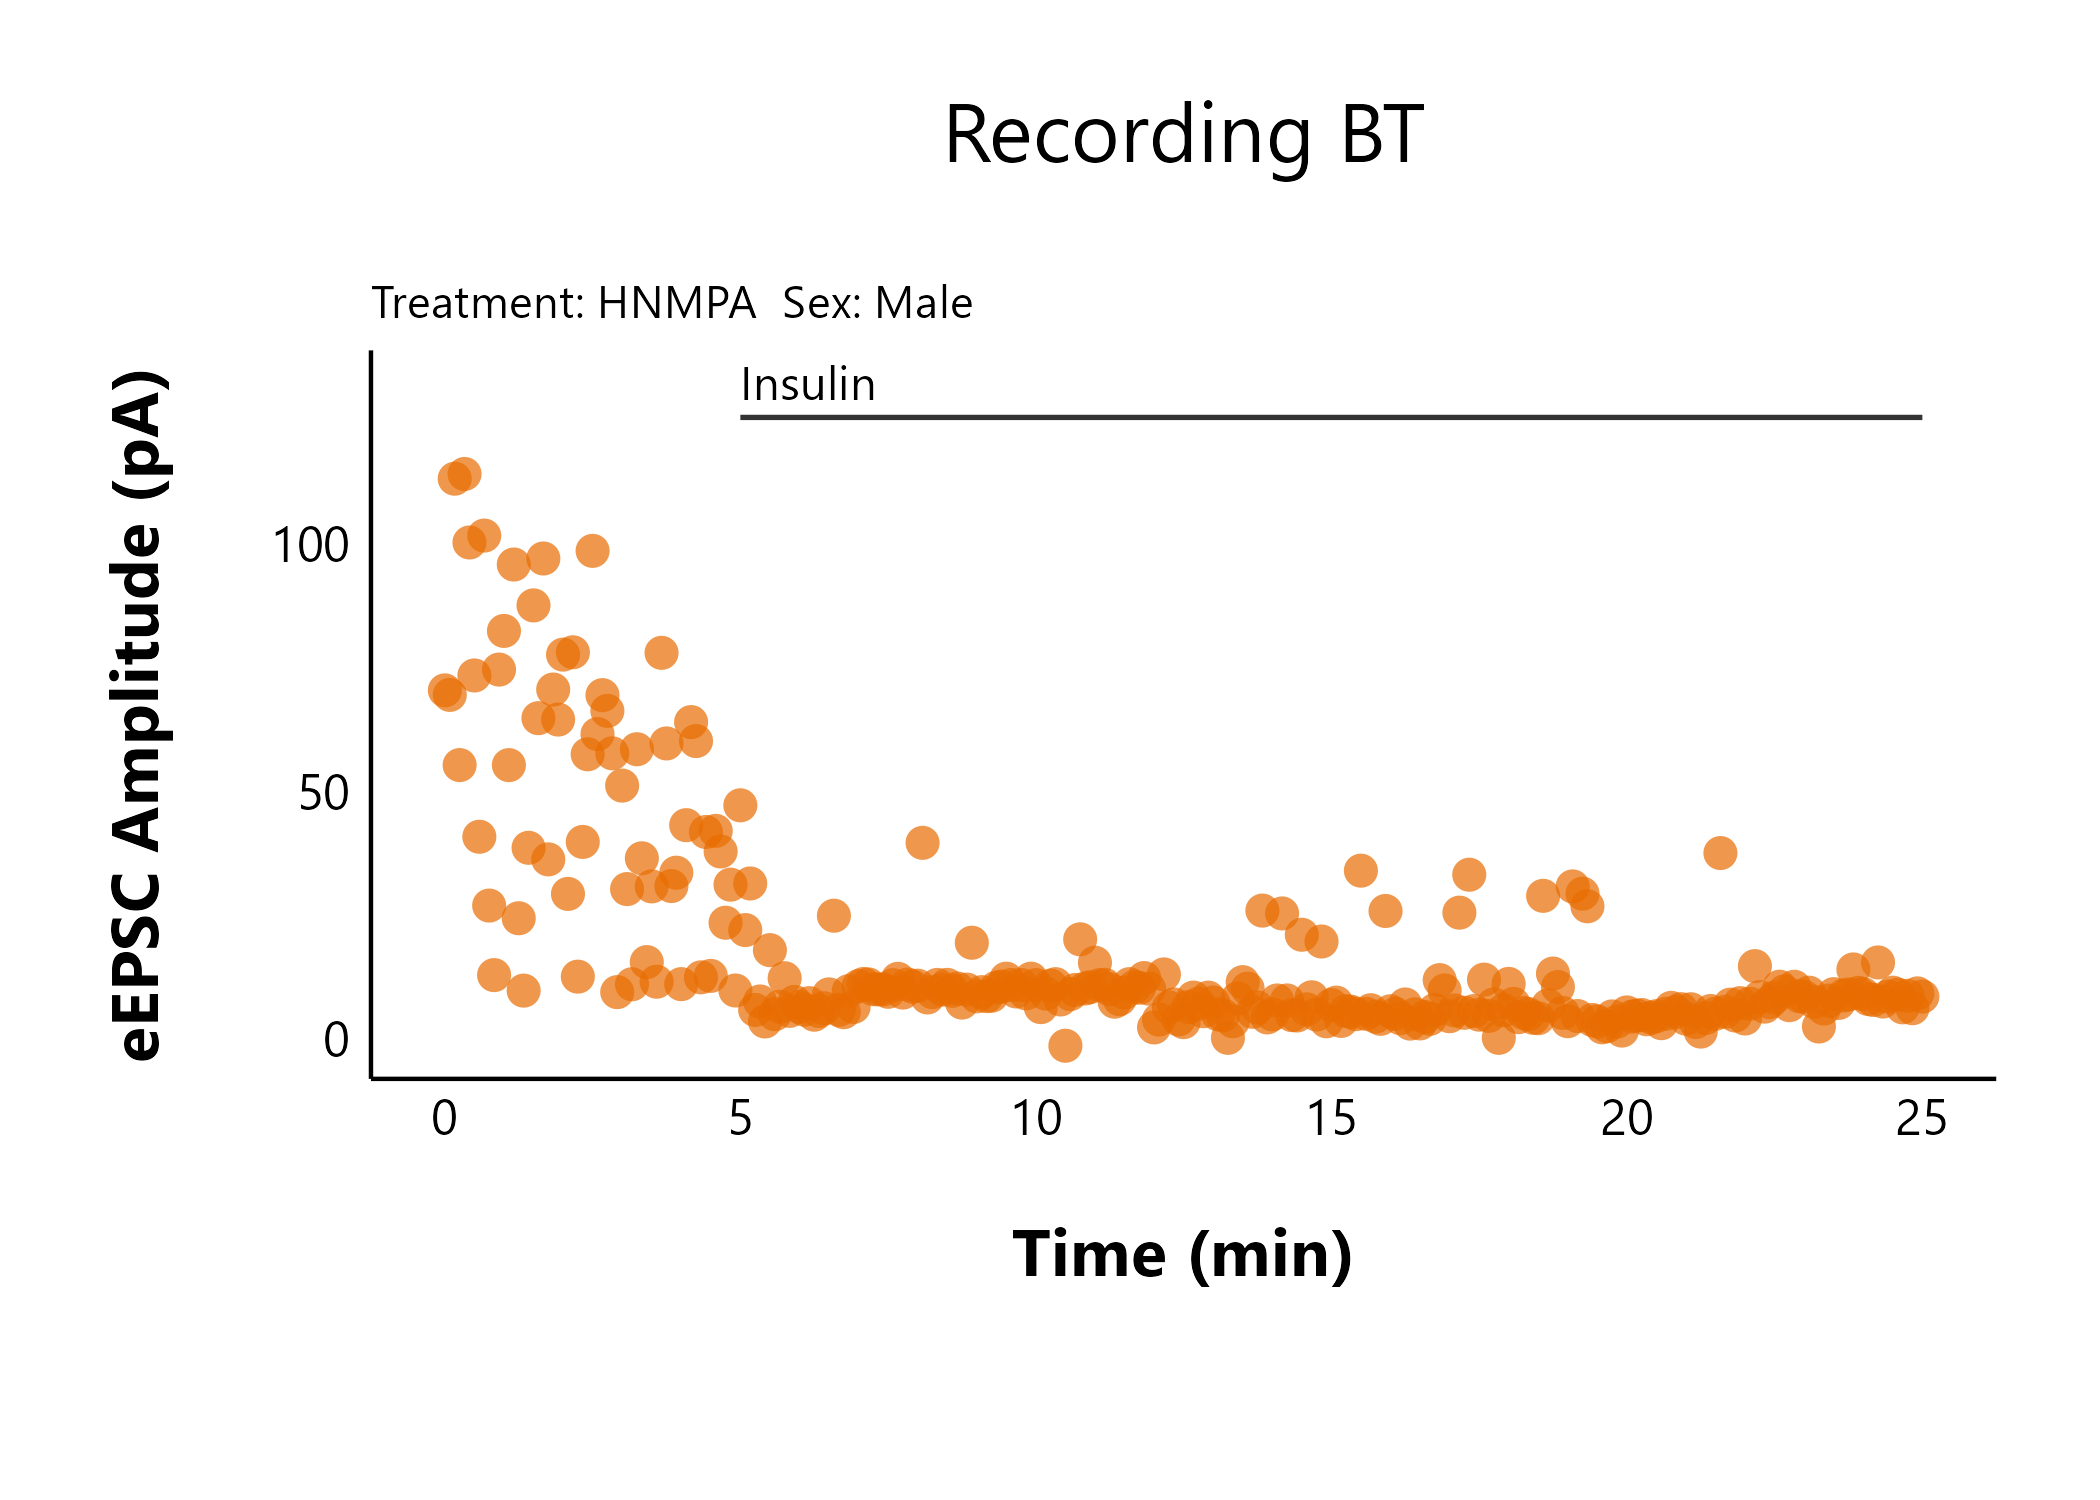 Recording BT
Treatment: HNMPA  Sex: Male
Insulin
eEPSC Amplitude (pA)
100
50
0
0 5 10 15 20 25
Time (min)